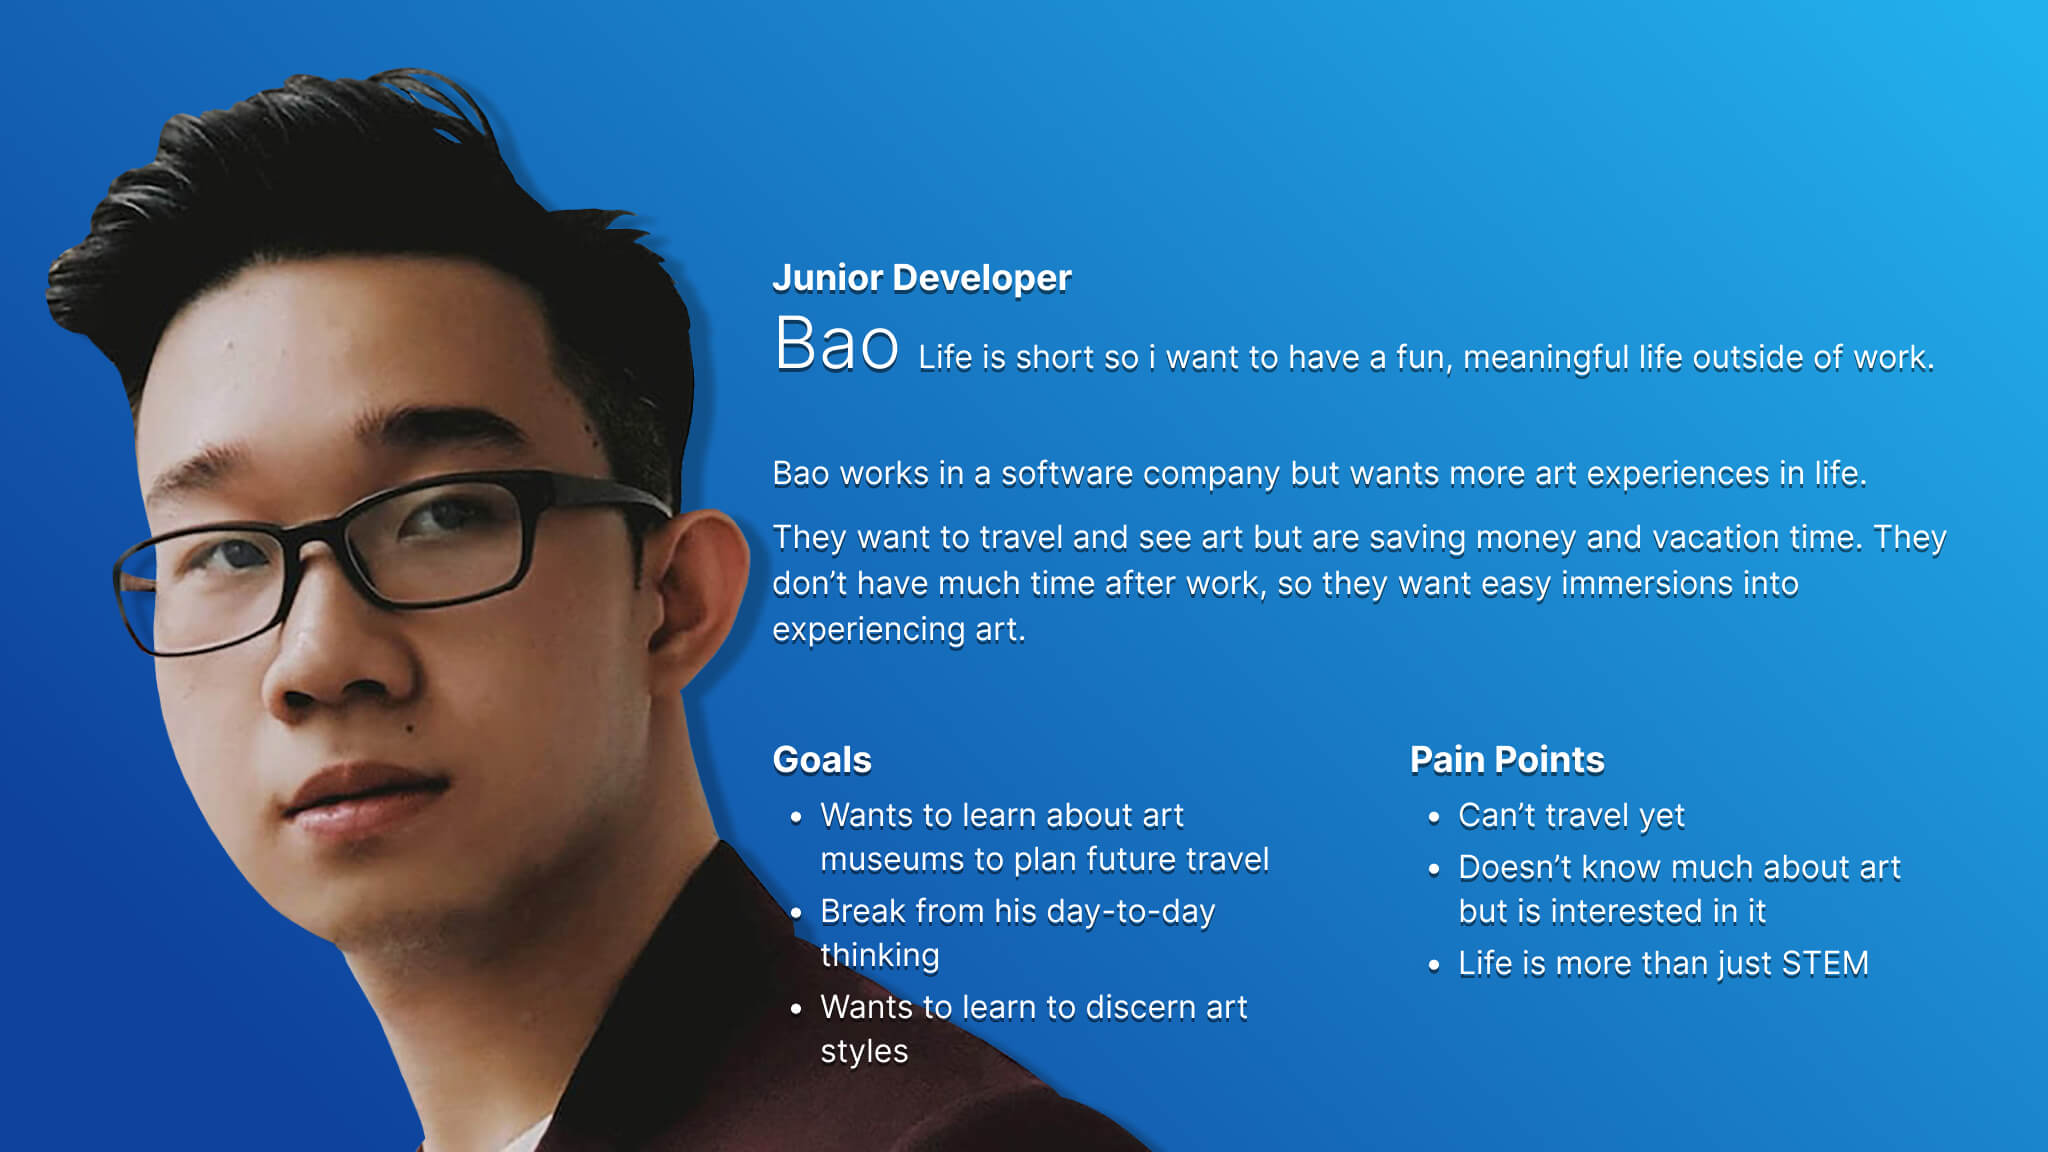 Junior Developer
Bao Life is short so i want to have a fun, meaningful life outside of work.
Bao works in a software company but wants more art experiences in life.
They want to travel and see art but are saving money and vacation time. They
don’t have much time after work, so they want easy immersions into
experiencing art.
Goals
• Wants to learn about art
museums to plan future travel
• Break from his day-to-day
thinking
• Wants to learn to discern art
styles
Pain Points
• Can’t travel yet
• Doesn’t know much about art
but is interested in it
• Life is more than just STEM